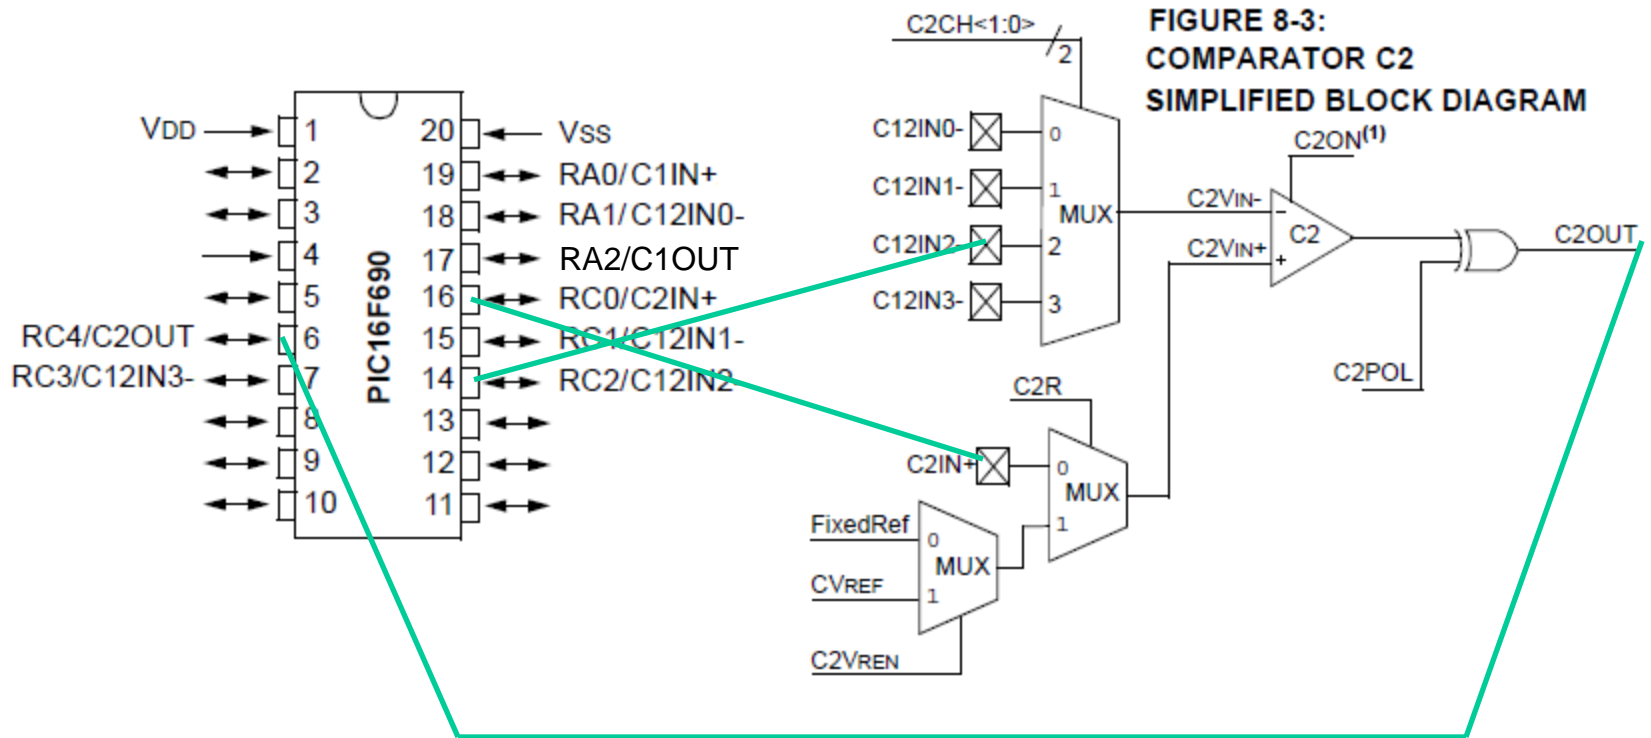 FIGURE 8-3:
COMPARATOR C2
SIMPLIFIED BLOCK DIAGRAM
VDD
1
2
3
4
5
6
7
8
9
10
RC4/C2OUT
RC3/C12IN3-
PIC16F690
20
19
18
17
16
15
14
13
12
11
VSS
RA0/C1IN+
RA1/C12IN0-
RA2/C1OUT
RC0/C2IN+
RC1/C12IN1-
RC2/C12IN2
C2CH<1:0>
2
C12IN0-
C12IN1-
C12IN2-
C12IN3-
0
1
MUX
2
3
C2ON(1)
C2VIN-
C2VIN+
-
C2
+
C2OUT
C2POL
C2R
C2IN+
0
MUX
1
FixedRef
CVREF
0
MUX
1
C2VREN